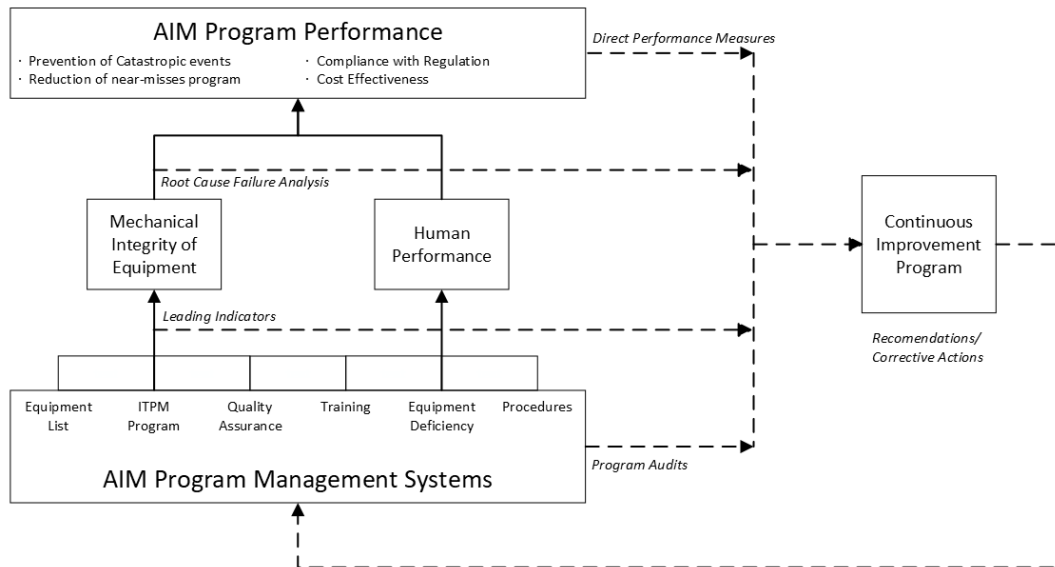 AIM Program Performance
· Prevention of Catastropic events
· Reduction of near-misses program
· Compliance with Regulation
· Cost Effectiveness
Direct Performance Measures
Root Cause Failure Analysis
Mechanical
Integrity of
Equipment
Human
Performance
Continuous
Improvement
Program
Leading Indicators
Recomendations/
Corrective Actions
Equipment
List
ITPM
Program
Quality
Assurance
Training
Equipment
Deficiency
Procedures
Program Audits
AIM Program Management Systems